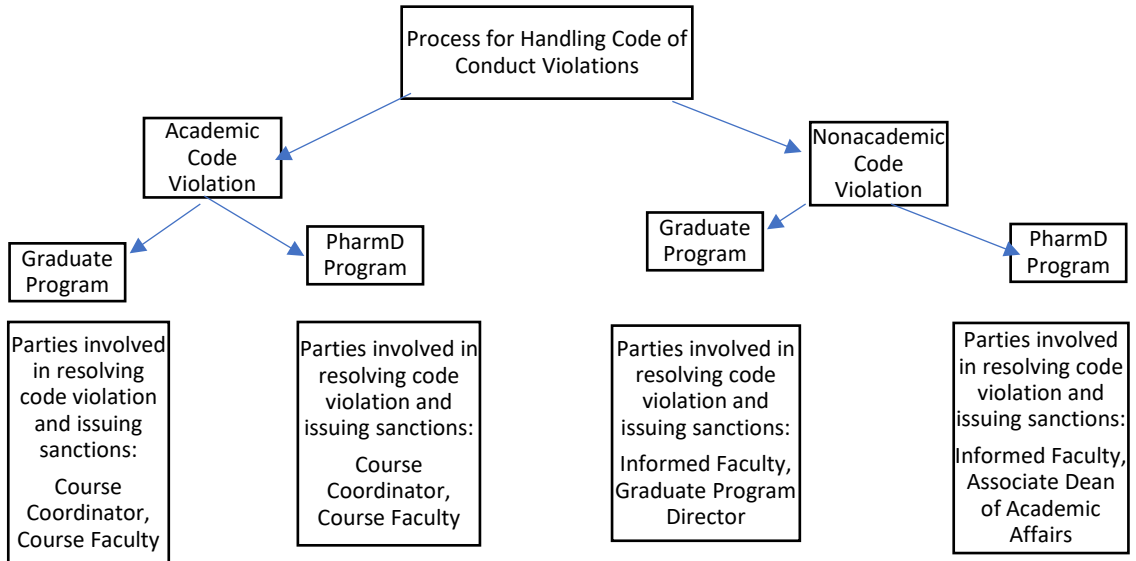 Process for Handling Code of
Conduct Violations
Academic
Code
Violation
Nonacademic
Code
Violation
Graduate
Program
PharmD
Program
Graduate
Program
PharmD
Program
Parties involved
in resolving
code violation
and issuing
sanctions:
Course
Coordinator,
Course Faculty
Parties involved in
resolving code
violation and
issuing sanctions:
Course
Coordinator,
Course Faculty
Parties involved in
resolving code
violation and
issuing sanctions:
Informed Faculty,
Graduate Program
Director
Parties involved
in resolving code
violation and
issuing sanctions:
Informed Faculty,
Associate Dean
of Academic
Affairs